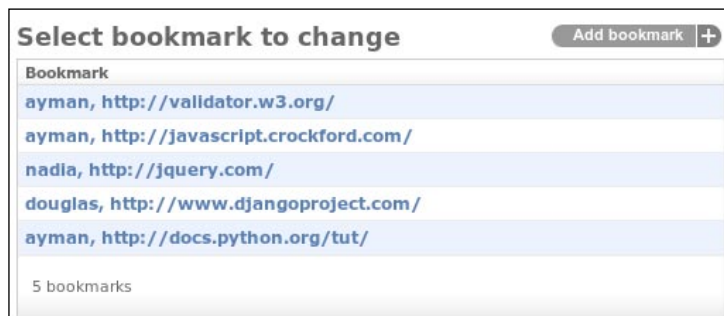 Select bookmark to change
Add bookmark +
Bookmark
ayman, http://validator.w3.org/
ayman, http://javascript.crockford.com/
nadia, http://jquery.com/
douglas, http://www.djangoproject.com/
ayman, http://docs.python.org/tut/
5 bookmarks